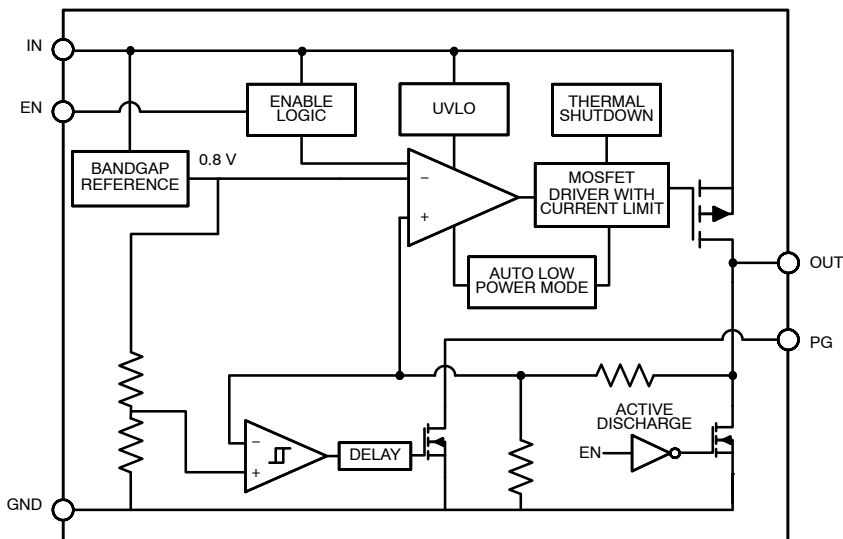 IN
EN
ENABLE
LOGIC
UVLO
THERMAL
SHUTDOWN
BANDGAP
REFERENCE
0.8 V
−
+
MOSFET
DRIVER WITH
CURRENT LIMIT
AUTO LOW
POWER MODE
OUT
PG
ACTIVE
DISCHARGE
EN
−
+
DELAY
GND